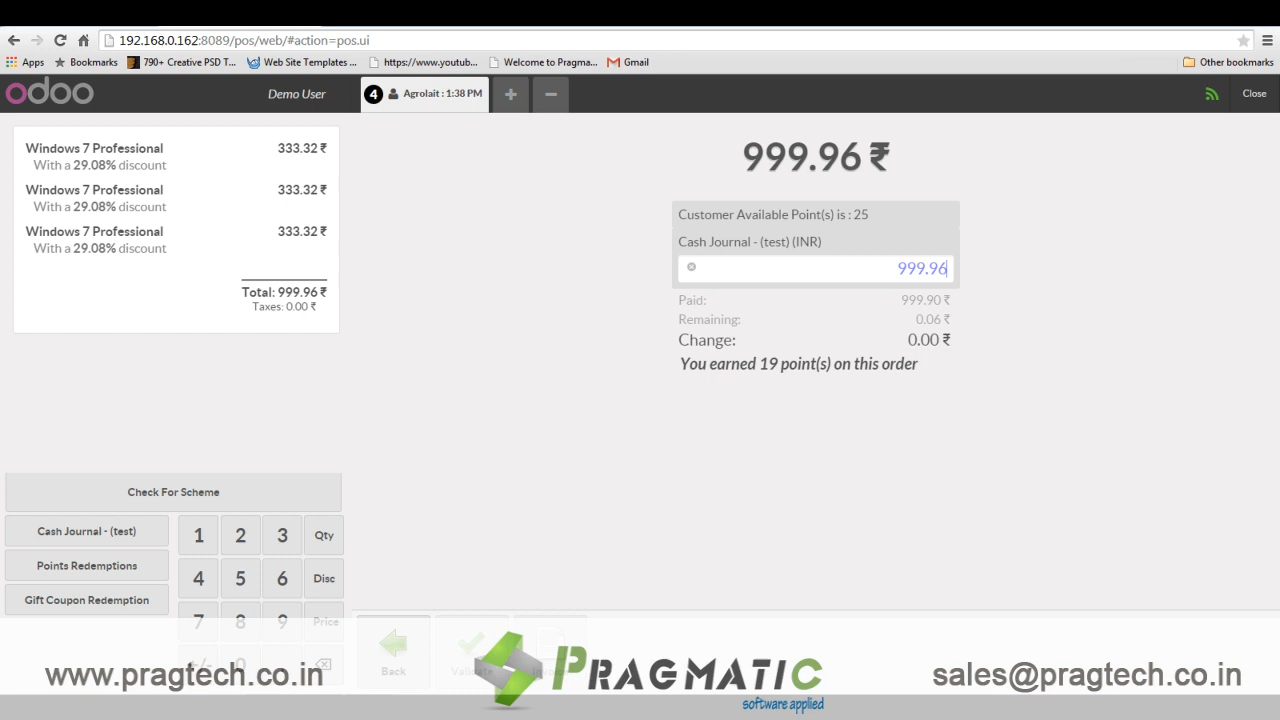 192.168.0.162:8089/pos/web/#action=pos.ui
Apps Bookmarks 790+ Creative PSD T... Web Site Templates ... https://www.youtub... Welcome to Pragma... Gmail Other bookmarks
odoo Demo User 4 Agrolait : 1:38 PM + − Close
Windows 7 Professional 333.32 ₹
With a 29.08% discount
Windows 7 Professional 333.32 ₹
With a 29.08% discount
Windows 7 Professional 333.32 ₹
With a 29.08% discount
Total: 999.96 ₹
Taxes: 0.00 ₹
999.96 ₹
Customer Available Point(s) is : 25
Cash Journal - (test) (INR)
999.96
Paid: 999.90 ₹
Remaining: 0.06 ₹
Change: 0.00 ₹
You earned 19 point(s) on this order
Check For Scheme
Cash Journal - (test)
Points Redemptions
Gift Coupon Redemption
1 2 3 Qty
4 5 6 Disc
7 8 9 Price
+/- 0
Back Validate
www.pragtech.co.in
PRAGMATIC
software applied
sales@pragtech.co.in